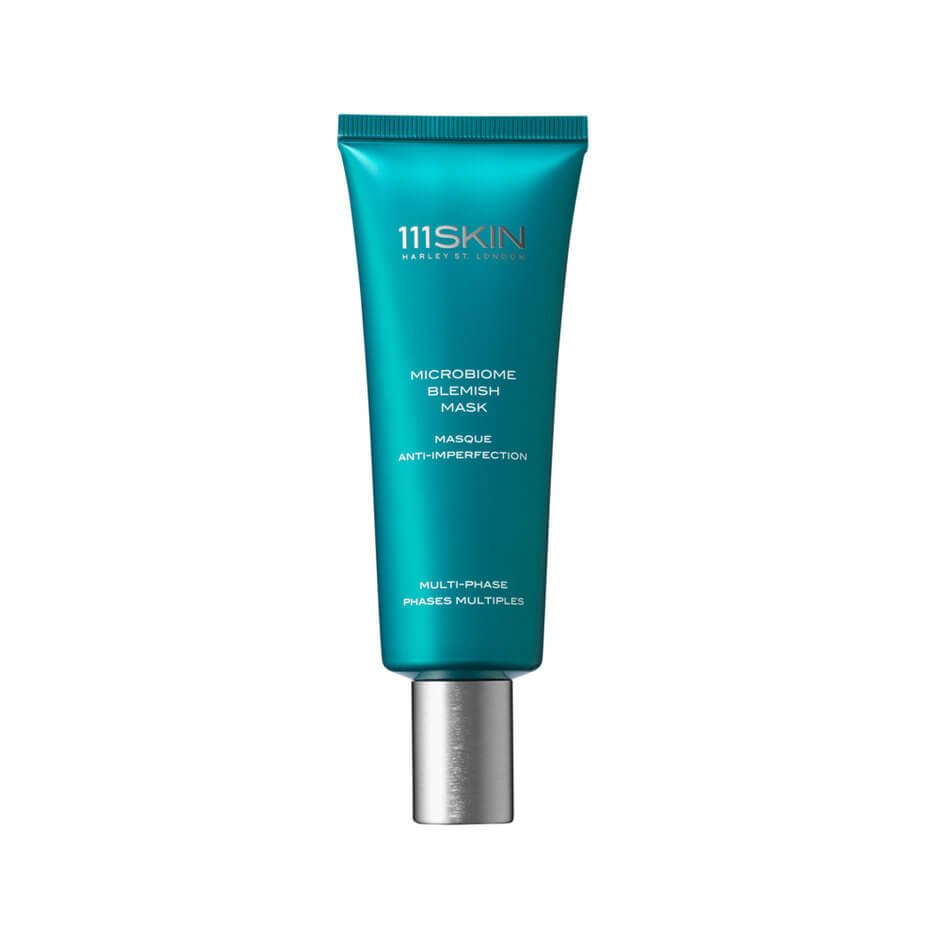 111SKIN
HARLEY ST. LONDON
MICROBIOME
BLEMISH
MASK
MASQUE
ANTI-IMPERFECTION
MULTI-PHASE
PHASES MULTIPLES